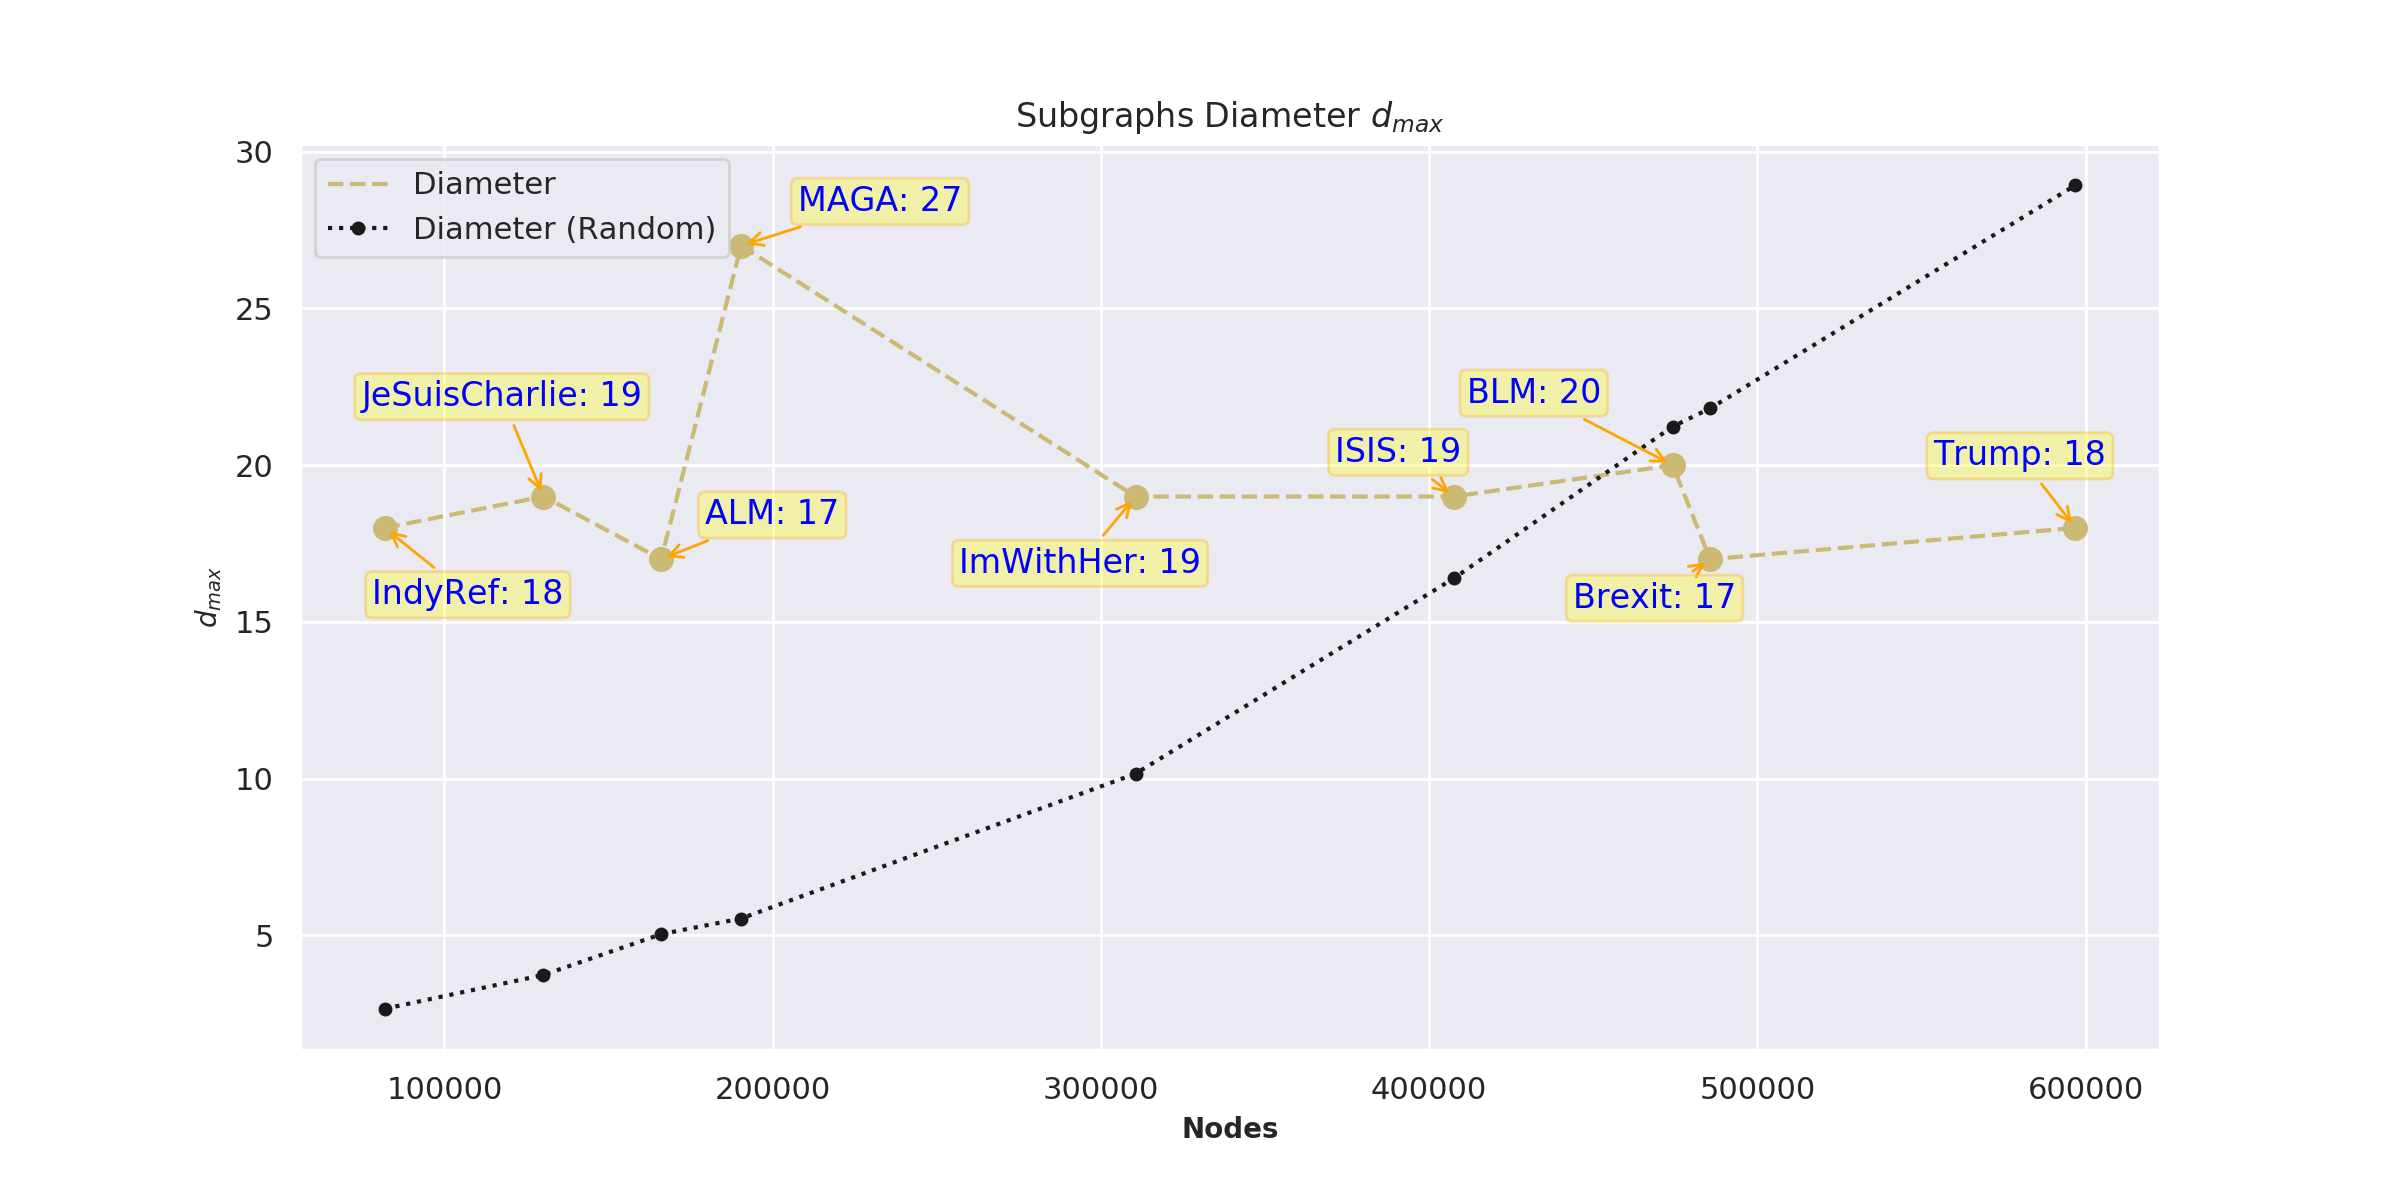 Subgraphs Diameter d_max
30
25
20
15
10
5
d_max
Diameter
Diameter (Random)
MAGA: 27
JeSuisCharlie: 19
BLM: 20
ISIS: 19
Trump: 18
ALM: 17
ImWithHer: 19
IndyRef: 18
Brexit: 17
100000 200000 300000 400000 500000 600000
Nodes